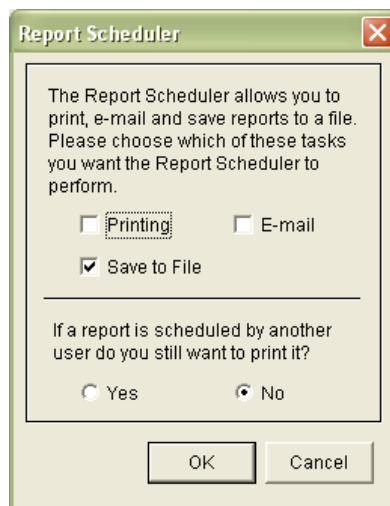 Report Scheduler
The Report Scheduler allows you to
print, e-mail and save reports to a file.
Please choose which of these tasks
you want the Report Scheduler to
perform.
Printing E-mail
Save to File
If a report is scheduled by another
user do you still want to print it?
Yes No
OK Cancel